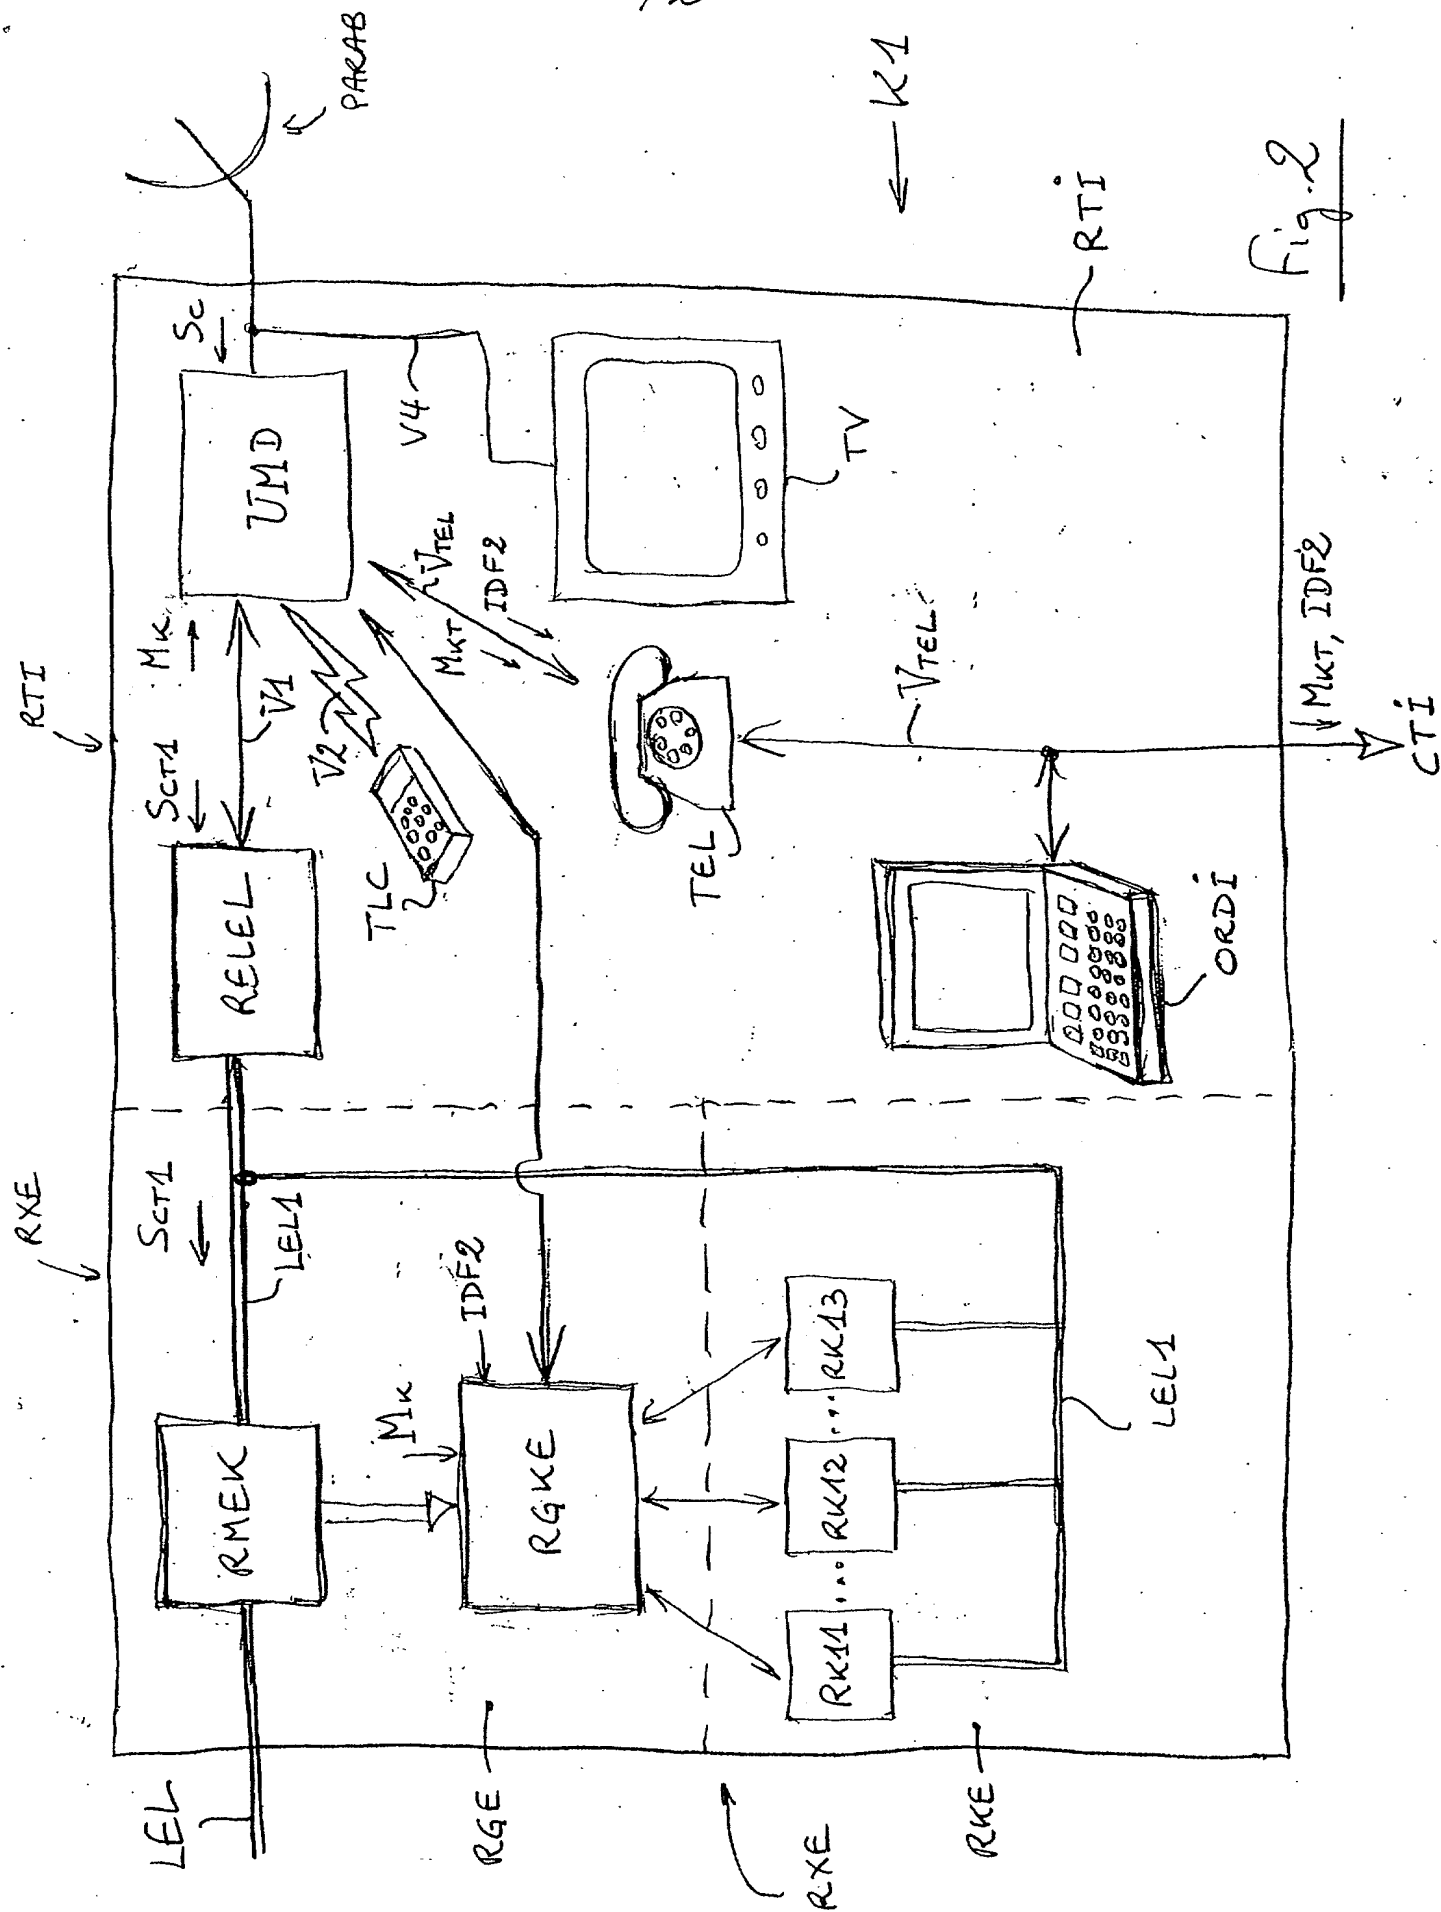 RXE
RTI
PARAB
LEL
SCT1
SCT1
MK
SC
RMEK
LEL1
RELEL
V1
UMD
V2
TLC
V4
MK
IDF2
MKT
VTEL
IDF2
RGE
RGKE
TEL
TV
K1
RXE
RK11 .... RK12 .... RK13
VTEL
RKE
LEL1
ORDI
RTI
MKT, IDF2
CTI
Fig. 2